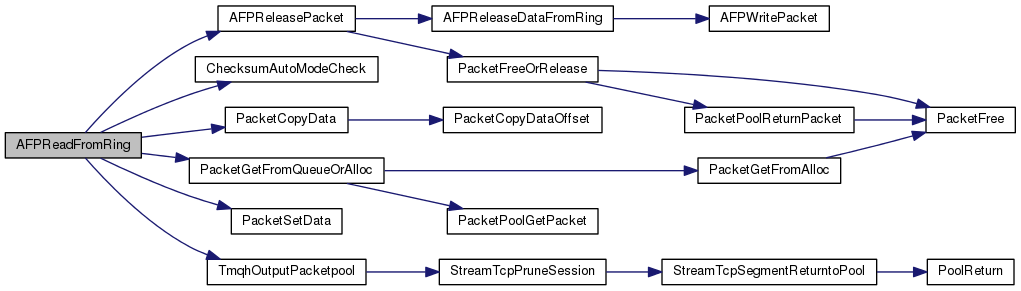 AFPReleasePacket
AFPReleaseDataFromRing
AFPWritePacket
ChecksumAutoModeCheck
PacketFreeOrRelease
PacketCopyData
PacketCopyDataOffset
PacketPoolReturnPacket
PacketFree
AFPReadFromRing
PacketGetFromQueueOrAlloc
PacketGetFromAlloc
PacketSetData
PacketPoolGetPacket
TmqhOutputPacketpool
StreamTcpPruneSession
StreamTcpSegmentReturntoPool
PoolReturn